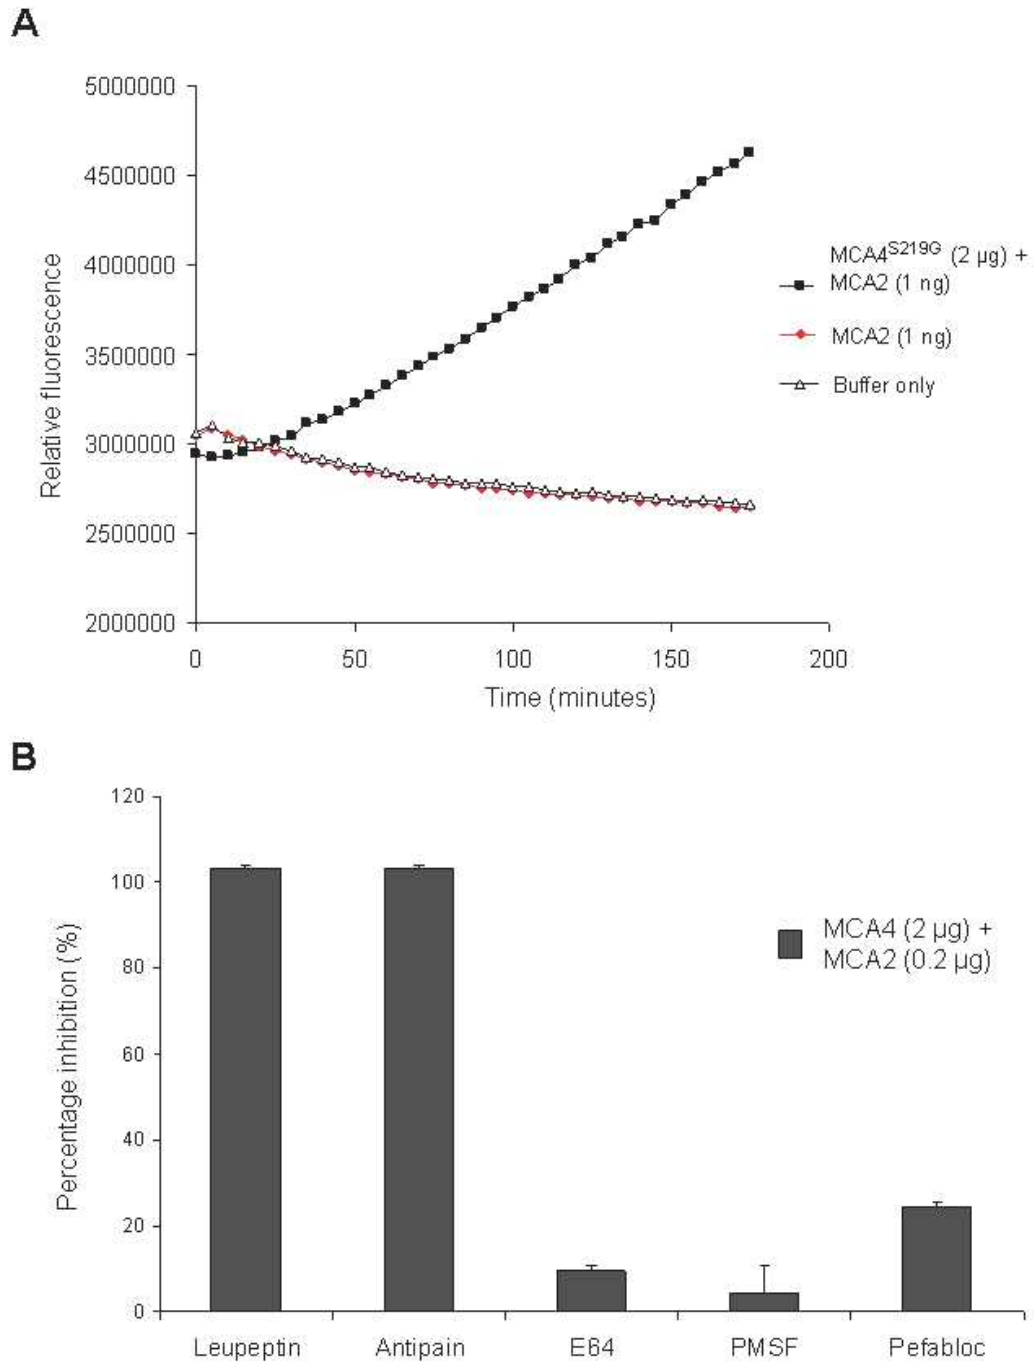 A
5000000
4500000
4000000
3500000
3000000
2500000
2000000
Relative fluorescence
0
50
100
150
200
Time (minutes)
MCA4S219G (2 µg) +
MCA2 (1 ng)
MCA2 (1 ng)
Buffer only
B
120
100
80
60
40
20
0
Percentage inhibition (%)
Leupeptin
Antipain
E64
PMSF
Pefabloc
MCA4 (2 µg) +
MCA2 (0.2 µg)